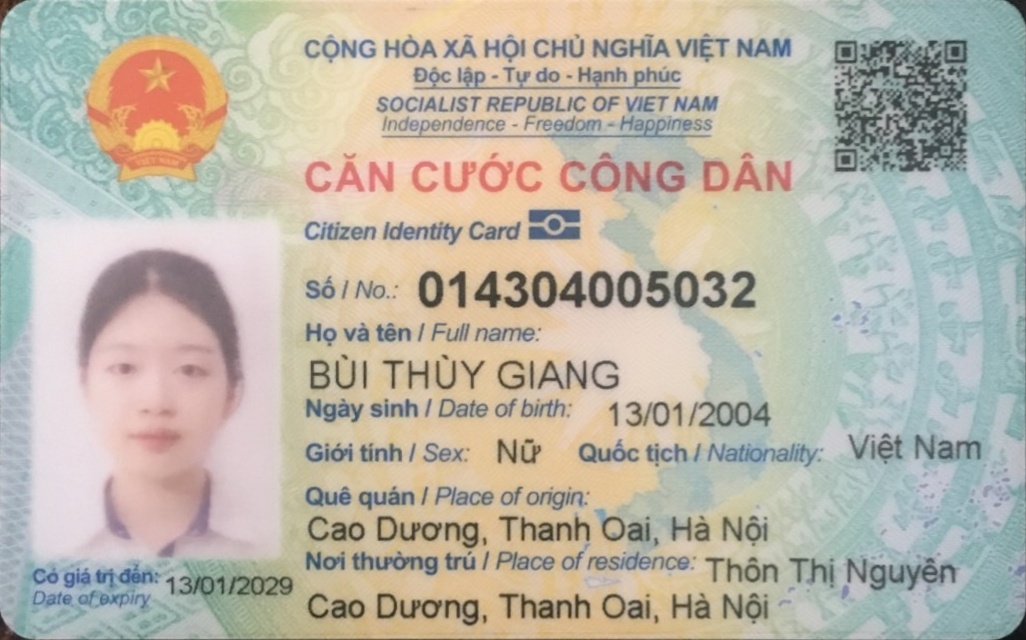 CỘNG HÒA XÃ HỘI CHỦ NGHĨA VIỆT NAM
Độc lập - Tự do - Hạnh phúc
SOCIALIST REPUBLIC OF VIET NAM
Independence - Freedom - Happiness
CĂN CƯỚC CÔNG DÂN
Citizen Identity Card
Số / No.: 014304005032
Họ và tên / Full name:
BÙI THÙY GIANG
Ngày sinh / Date of birth: 13/01/2004
Giới tính / Sex: Nữ Quốc tịch / Nationality: Việt Nam
Quê quán / Place of origin:
Cao Dương, Thanh Oai, Hà Nội
Nơi thường trú / Place of residence: Thôn Thị Nguyên
Cao Dương, Thanh Oai, Hà Nội
Có giá trị đến: 13/01/2029
Date of expiry
VIỆT NAM